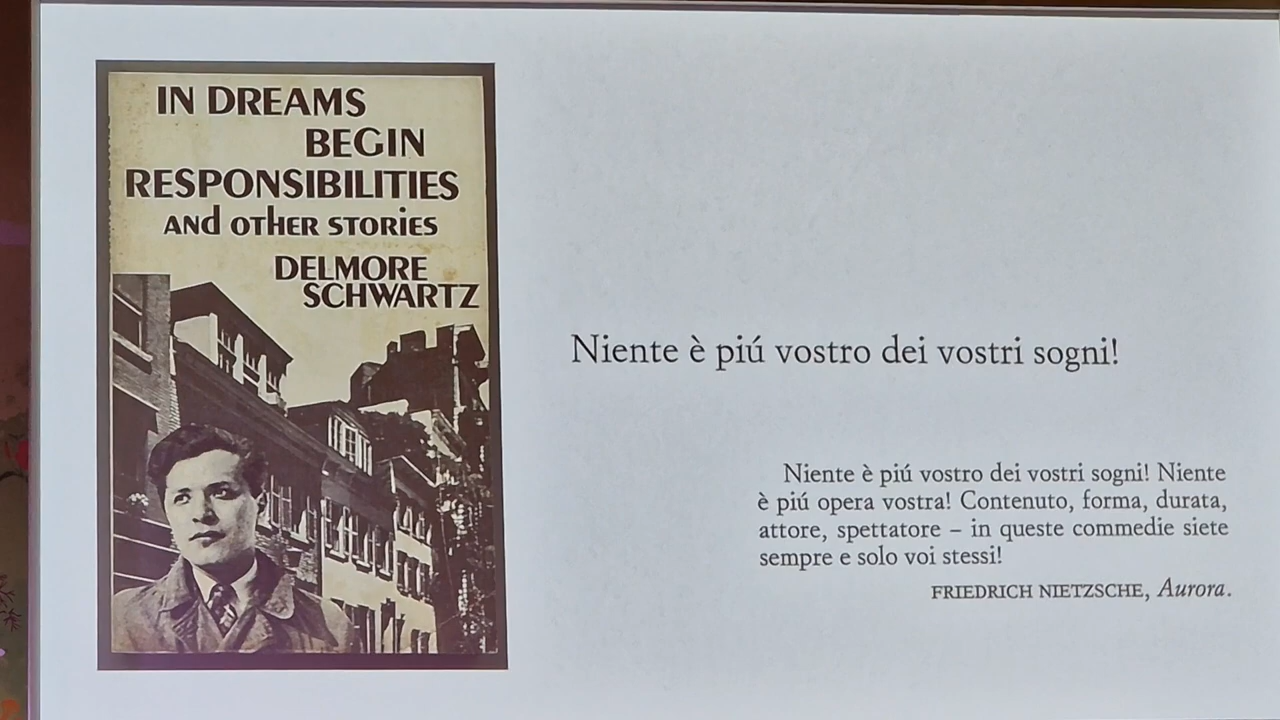 IN DREAMS
BEGIN
RESPONSIBILITIES
ANd OTHER STORIES
DELMORE
SCHWARTZ
Niente è piú vostro dei vostri sogni!
Niente è piú vostro dei vostri sogni! Niente
è piú opera vostra! Contenuto, forma, durata,
attore, spettatore – in queste commedie siete
sempre e solo voi stessi!
FRIEDRICH NIETZSCHE, Aurora.